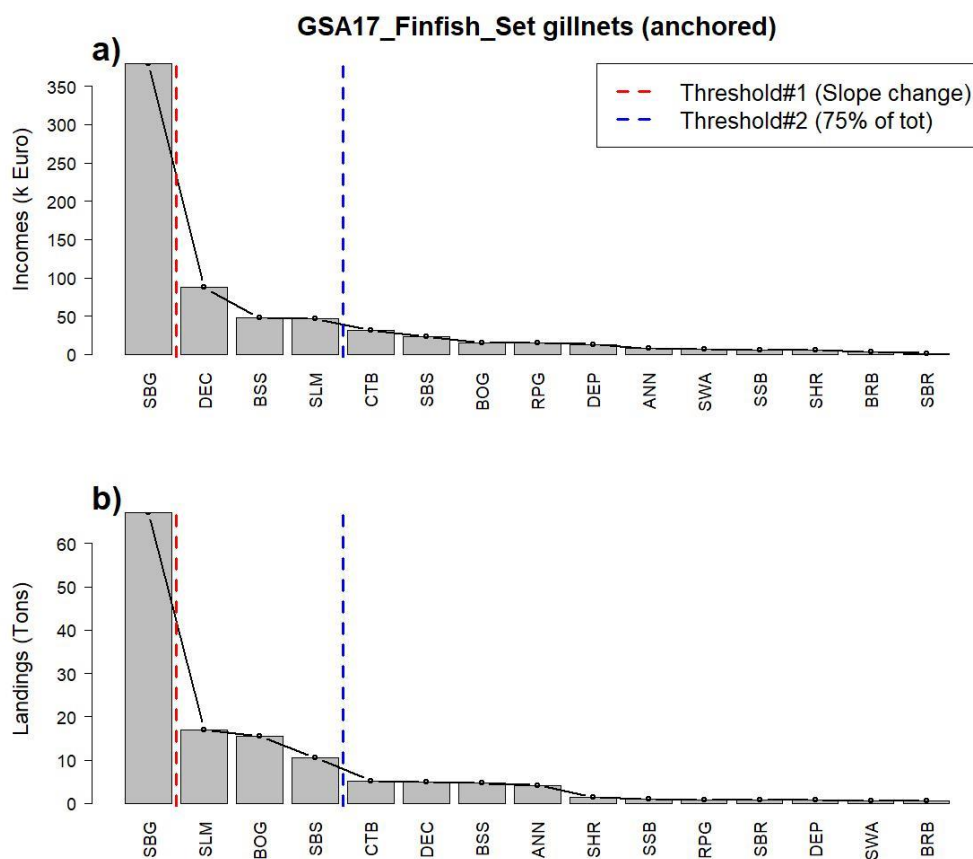 GSA17_Finfish_Set gillnets (anchored)
a)
Threshold#1 (Slope change)
Threshold#2 (75% of tot)
Incomes (k Euro)
350
300
250
200
150
100
50
0
SBG DEC BSS SLM CTB SBS BOG RPG DEP ANN SWA SSB SHR BRB SBR
b)
Landings (Tons)
60
50
40
30
20
10
0
SBG SLM BOG SBS CTB DEC BSS ANN SHR SSB RPG SBR DEP SWA BRB